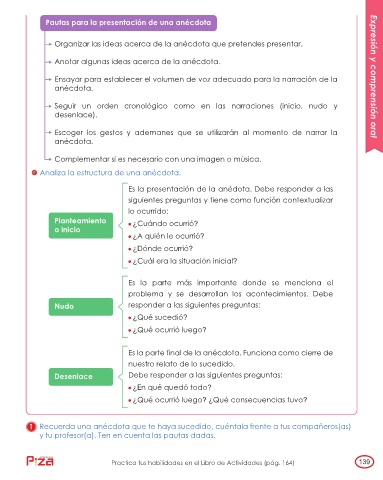 Pautas para la presentación de una anécdota
Organizar las ideas acerca de la anécdota que pretendes presentar.
Anotar algunas ideas acerca de la anécdota.
Ensayar para establecer el volumen de voz adecuado para la narración de la
anécdota.
Seguir un orden cronológico como en las narraciones (inicio, nudo y
desenlace).
Escoger los gestos y ademanes que se utilizarán al momento de narrar la
anécdota.
Complementar si es necesario con una imagen o música.
Expresión y comprensión oral
Analiza la estructura de una anécdota.
Planteamiento
o inicio
Es la presentación de la anédota. Debe responder a las
siguientes preguntas y tiene como función contextualizar
lo ocurrido:
• ¿Cuándo ocurrió?
• ¿A quién le ocurrió?
• ¿Dónde ocurrió?
• ¿Cuál era la situación inicial?
Nudo
Es la parte más importante donde se menciona el
problema y se desarrollan los acontecimientos. Debe
responder a las siguientes preguntas:
• ¿Qué sucedió?
• ¿Qué ocurrió luego?
Desenlace
Es la parte final de la anécdota. Funciona como cierre de
nuestro relato de lo sucedido.
Debe responder a las siguientes preguntas:
• ¿En qué quedó todo?
• ¿Qué ocurrió luego? ¿Qué consecuencias tuvo?
1 Recuerda una anécdota que te haya sucedido, cuéntala frente a tus compañeros(as)
y tu profesor(a). Ten en cuenta las pautas dadas.
Practica tus habilidades en el Libro de Actividades (pág. 164)
139